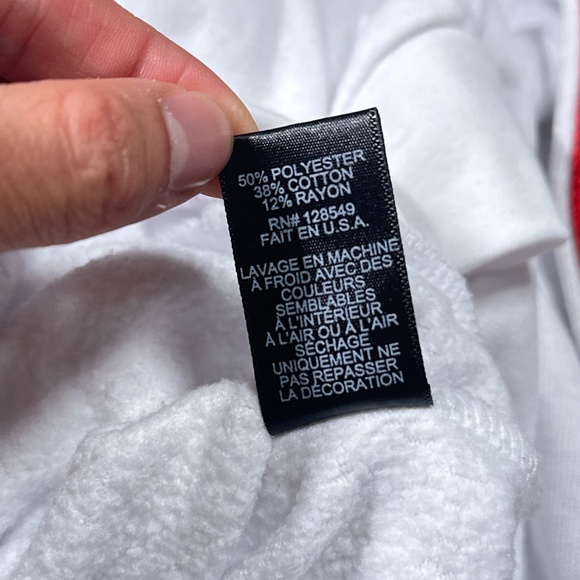 50% POLYESTER
38% COTTON
12% RAYON
RN# 128549
FAIT EN U.S.A.
LAVAGE EN MACHINE
À FROID AVEC DES
COULEURS
SEMBLABLES
À L'INTÉRIEUR
À L'AIR OU À L'AIR
SÉCHAGE
UNIQUEMENT NE
PAS REPASSER
LA DÉCORATION